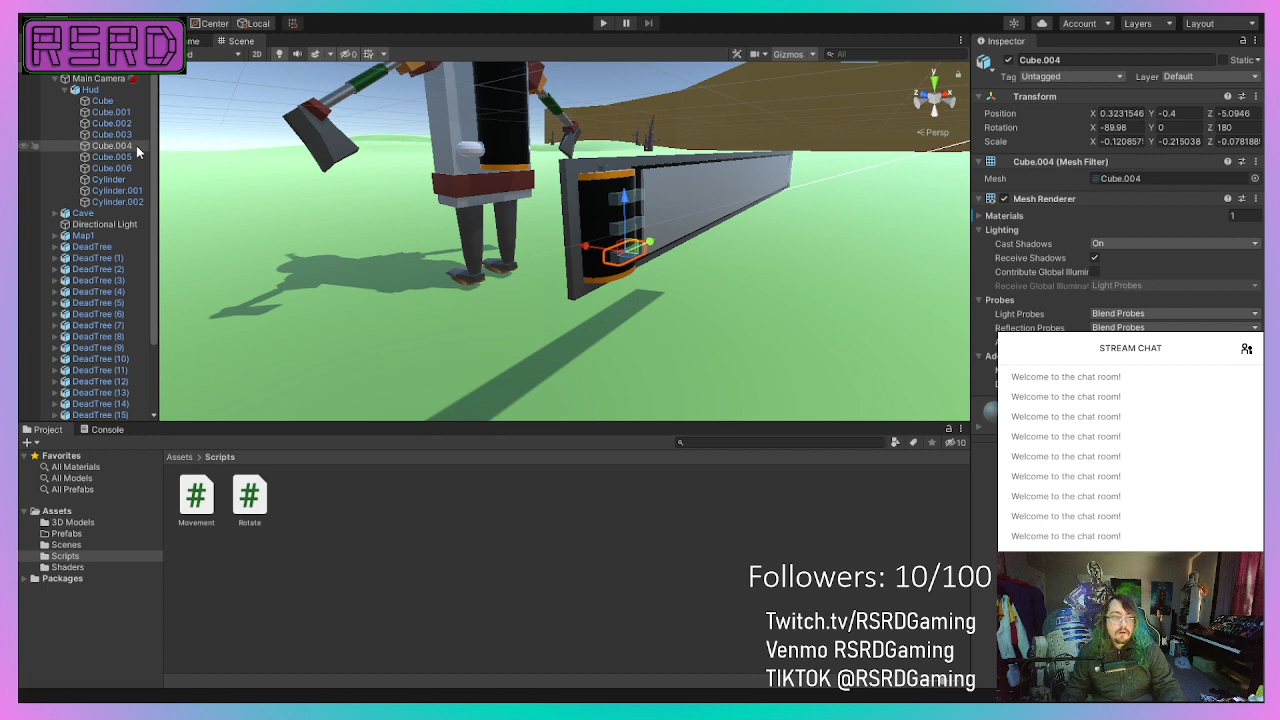 RSRD
Center
Local
Account
Layers
Layout
Scene
2D
0
Gizmos
All
Persp
y
z
x
Main Camera
Hud
Cube
Cube.001
Cube.002
Cube.003
Cube.004
Cube.005
Cube.006
Cylinder
Cylinder.001
Cylinder.002
Cave
Directional Light
Map1
DeadTree
DeadTree (1)
DeadTree (2)
DeadTree (3)
DeadTree (4)
DeadTree (5)
DeadTree (6)
DeadTree (7)
DeadTree (8)
DeadTree (9)
DeadTree (10)
DeadTree (11)
DeadTree (12)
DeadTree (13)
DeadTree (14)
DeadTree (15)
Inspector
Cube.004
Static
Tag Untagged
Layer Default
Transform
Position X 0.3231546 Y -0.4 Z -5.0946
Rotation X -89.98 Y 0 Z 180
Scale X -0.120857 Y -0.215038 Z -0.078188
Cube.004 (Mesh Filter)
Mesh Cube.004
Mesh Renderer
Materials 1
Lighting
Cast Shadows On
Receive Shadows
Contribute Global Illumin
Receive Global Illuminat Light Probes
Probes
Light Probes Blend Probes
Reflection Probes Blend Probes
STREAM CHAT
Welcome to the chat room!
Welcome to the chat room!
Welcome to the chat room!
Welcome to the chat room!
Welcome to the chat room!
Welcome to the chat room!
Welcome to the chat room!
Welcome to the chat room!
Welcome to the chat room!
Project
Console
10
Favorites
All Materials
All Models
All Prefabs
Assets
3D Models
Prefabs
Scenes
Scripts
Shaders
Packages
Assets > Scripts
Movement
Rotate
Followers: 10/100
Twitch.tv/RSRDGaming
Venmo RSRDGaming
TIKTOK @RSRDGaming